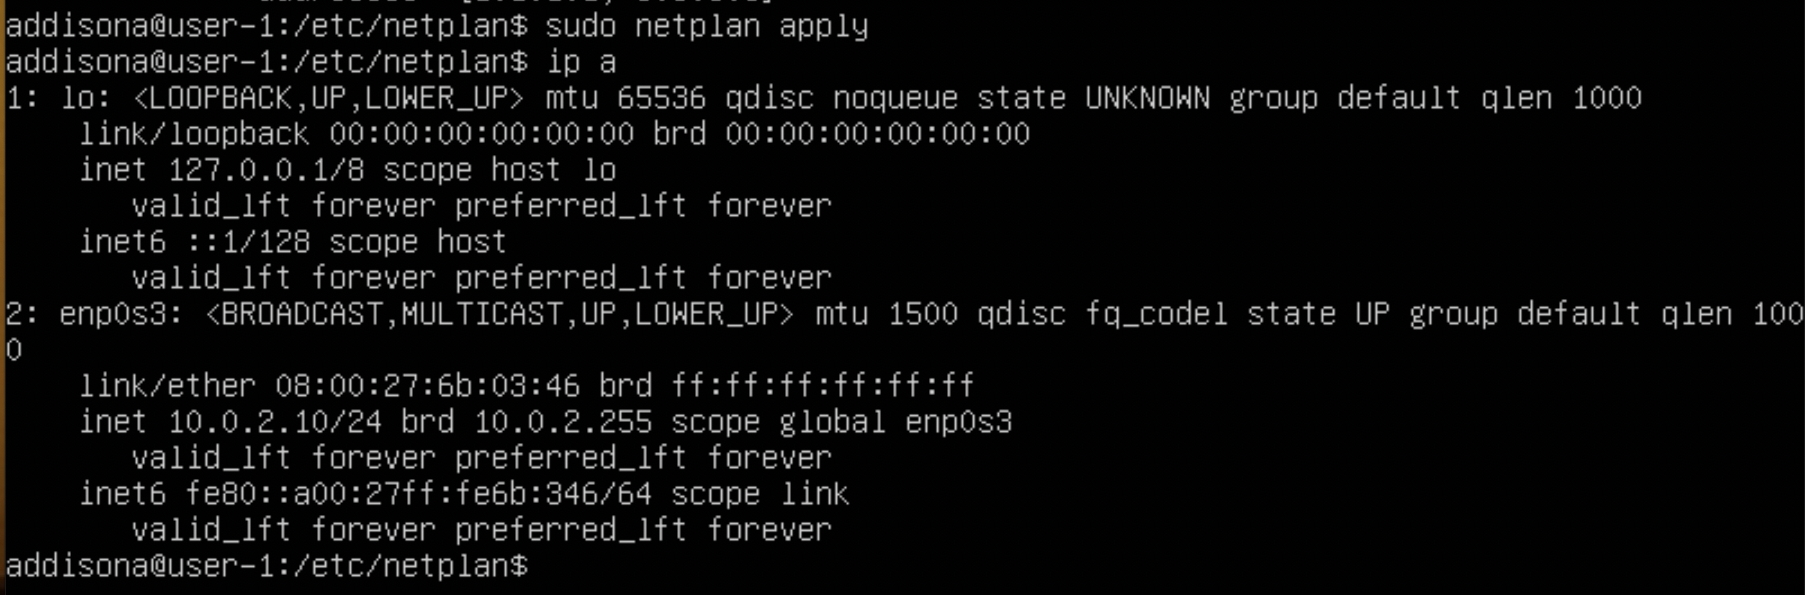 addisona@user-1:/etc/netplan$ sudo netplan apply
addisona@user-1:/etc/netplan$ ip a
1: lo: <LOOPBACK,UP,LOWER_UP> mtu 65536 qdisc noqueue state UNKNOWN group default qlen 1000
    link/loopback 00:00:00:00:00:00 brd 00:00:00:00:00:00
    inet 127.0.0.1/8 scope host lo
       valid_lft forever preferred_lft forever
    inet6 ::1/128 scope host
       valid_lft forever preferred_lft forever
2: enp0s3: <BROADCAST,MULTICAST,UP,LOWER_UP> mtu 1500 qdisc fq_codel state UP group default qlen 100
0
    link/ether 08:00:27:6b:03:46 brd ff:ff:ff:ff:ff:ff
    inet 10.0.2.10/24 brd 10.0.2.255 scope global enp0s3
       valid_lft forever preferred_lft forever
    inet6 fe80::a00:27ff:fe6b:346/64 scope link
       valid_lft forever preferred_lft forever
addisona@user-1:/etc/netplan$